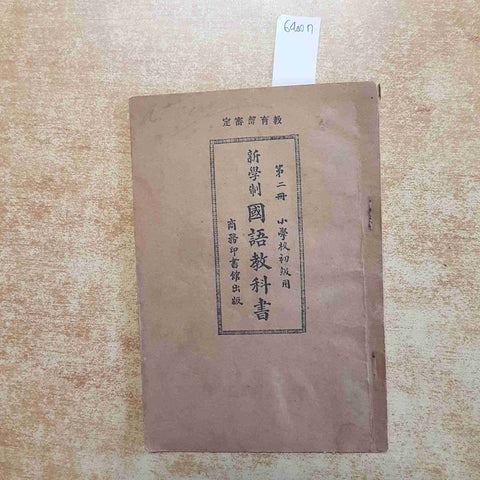 6400 n
教育部審定
第二冊 小學校初級用
新學制 國語教科書
商務印書館出版